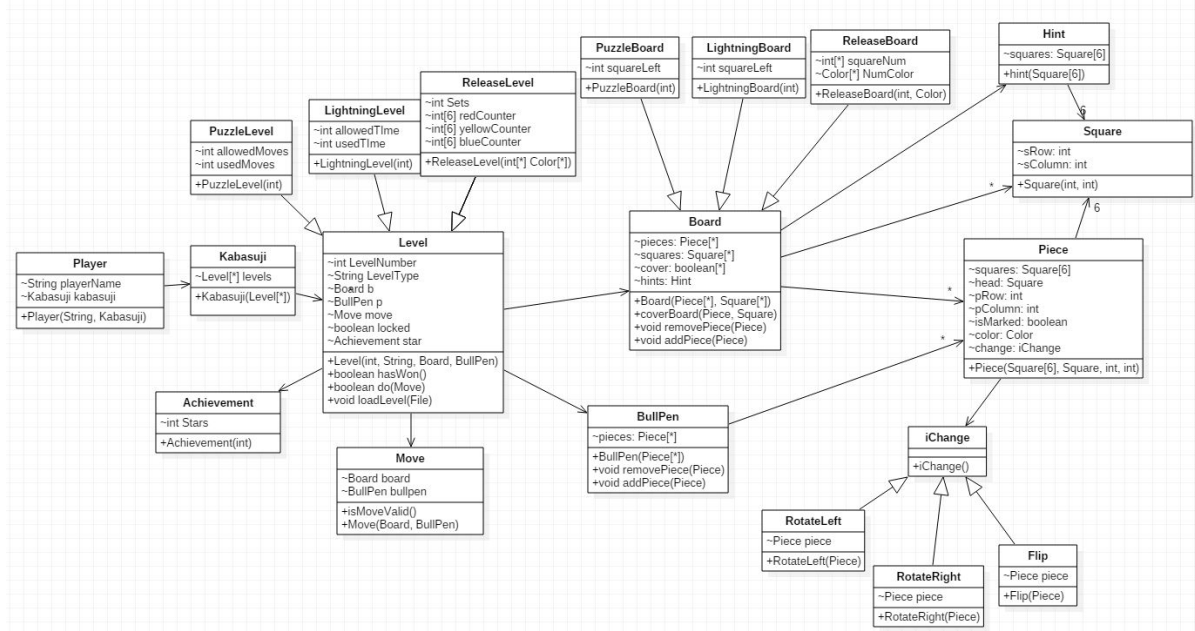 PuzzleBoard
~int squareLeft
+PuzzleBoard(int)
LightningBoard
~int squareLeft
+LightningBoard(int)
ReleaseBoard
~int[*] squareNum
~Color[*] NumColor
+ReleaseBoard(int, Color)
Hint
~squares: Square[6]
+hint(Square[6])
6
Square
~sRow: int
~sColumn: int
+Square(int, int)
*
6
PuzzleLevel
~int allowedMoves
~int usedMoves
+PuzzleLevel(int)
LightningLevel
~int allowedTIme
~int usedTime
+LightningLevel(int)
ReleaseLevel
~int Sets
~int[6] redCounter
~int[6] yellowCounter
~int[6] blueCounter
+ReleaseLevel(int[*] Color[*])
Player
~String playerName
~Kabasuji kabasuji
+Player(String, Kabasuji)
Kabasuji
~Level[*] levels
+Kabasuji(Level[*])
*
Level
~int LevelNumber
~String LevelType
~Board b
~BullPen p
~Move move
~boolean locked
~Achievement star
+Level(int, String, Board, BullPen)
+boolean hasWon()
+boolean do(Move)
+void loadLevel(File)
Board
~pieces: Piece[*]
~squares: Square[*]
~cover: boolean[*]
~hints: Hint
+Board(Piece[*], Square[*])
+coverBoard(Piece, Square)
+void removePiece(Piece)
+void addPiece(Piece)
*
*
Piece
~squares: Square[6]
~head: Square
~pRow: int
~pColumn: int
~isMarked: boolean
~color: Color
~change: iChange
+Piece(Square[6], Square, int, int)
Achievement
~int Stars
+Achievement(int)
Move
~Board board
~BullPen bullpen
+isMoveValid()
+Move(Board, BullPen)
BullPen
~pieces: Piece[*]
+BullPen(Piece[*])
+void removePiece(Piece)
+void addPiece(Piece)
iChange
+iChange()
RotateLeft
~Piece piece
+RotateLeft(Piece)
RotateRight
~Piece piece
+RotateRight(Piece)
Flip
~Piece piece
+Flip(Piece)